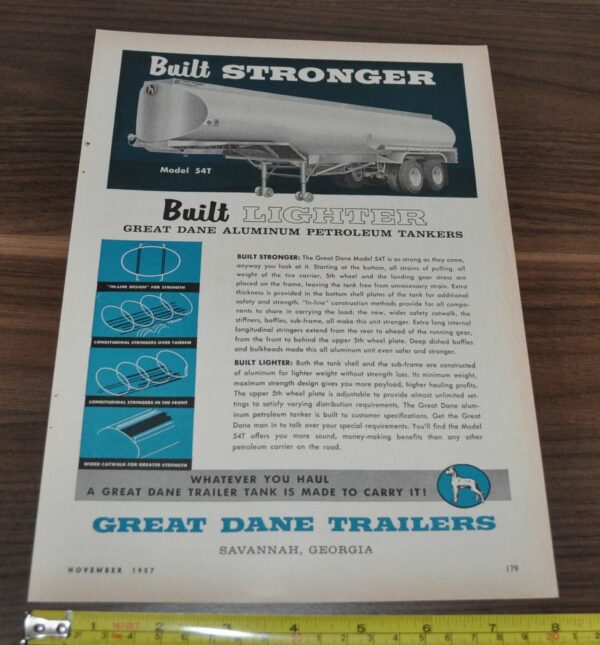 Built STRONGER
Model 54T
Built LIGHTER
GREAT DANE ALUMINUM PETROLEUM TANKERS
"IN-LINE DESIGN" FOR STRENGTH
LONGITUDINAL STRINGERS OVER TANDEM
LONGITUDINAL STRINGERS IN THE FRONT
WIDER CATWALK FOR GREATER STRENGTH
BUILT STRONGER: The Great Dane Model 54T is as strong as they come,
anyway you look at it. Starting at the bottom, all strains of pulling, all
weight of the tire carrier, 5th wheel and the landing gear stress are
placed on the frame, leaving the tank free from unnecessary strain. Extra
thickness is provided in the bottom shell plates of the tank for additional
safety and strength. "In-line" construction methods provide for all compo-
nents to share in carrying the load: the new, wider safety catwalk, the
stiffners, baffles, sub-frame, all make this unit stronger. Extra long internal
longitudinal stringers extend from the rear to ahead of the running gear,
from the front to behind the upper 5th wheel plate. Deep dished baffles
and bulkheads made this all aluminum unit even safer and stronger.
BUILT LIGHTER: Both the tank shell and the sub-frame are constructed
of aluminum for lighter weight without strength loss. Its minimum weight,
maximum strength design gives you more payload, higher hauling profits.
The upper 5th wheel plate is adjustable to provide almost unlimited set-
tings to satisfy varying distribution requirements. The Great Dane alum-
inum petroleum tanker is built to customer specifications. Get the Great
Dane man in to talk over your special requirements. You'll find the Model
54T offers you more sound, money-making benefits than any other
petroleum carrier on the road.
WHATEVER YOU HAUL
A GREAT DANE TRAILER TANK IS MADE TO CARRY IT!
GREAT DANE TRAILERS
SAVANNAH, GEORGIA
NOVEMBER 1957
179
1 2 3 4 5 6 7 8